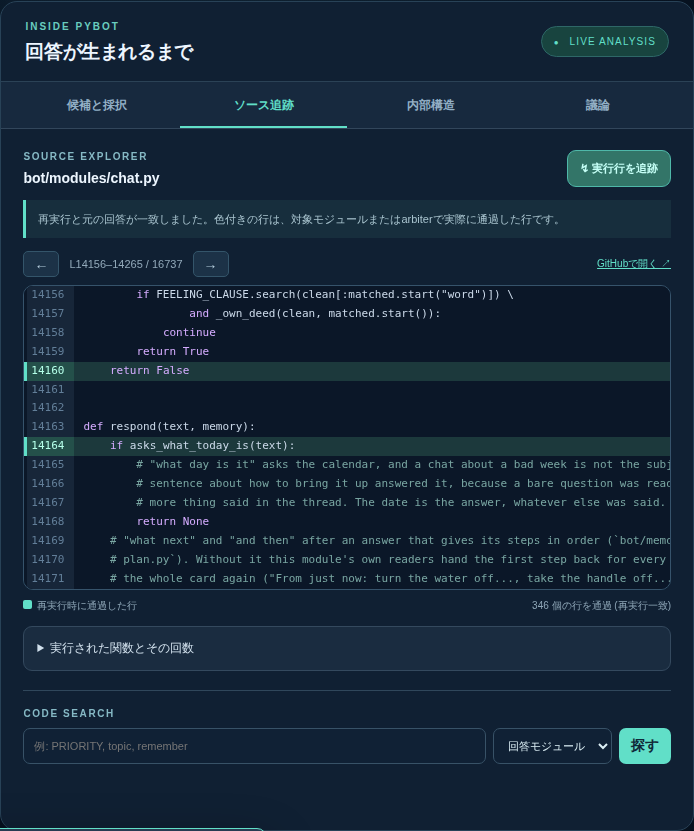 INSIDE PYBOT
回答が生まれるまで
● LIVE ANALYSIS
候補と採択 ソース追跡 内部構造 議論
SOURCE EXPLORER
bot/modules/chat.py
↯ 実行行を追跡
再実行と元の回答が一致しました。色付きの行は、対象モジュールまたはarbiterで実際に通過した行です。
← L14156–14265 / 16737 → GitHubで開く ↗
14156 if FEELING_CLAUSE.search(clean[:matched.start("word")]) \
14157 and _own_deed(clean, matched.start()):
14158 continue
14159 return True
14160 return False
14161
14162
14163 def respond(text, memory):
14164 if asks_what_today_is(text):
14165 # "what day is it" asks the calendar, and a chat about a bad week is not the
14166 # sentence about how to bring it up answered it, because a bare question was
14167 # more thing said in the thread. The date is the answer, whatever else was said.
14168 return None
14169 # "what next" and "and then" after an answer that gives its steps in order (`bot/
14170 # plan.py`). Without it this module's own readers hand the first step back for every
14171 # the whole card again ("From just now: turn the water off..., take the handle off...
再実行時に通過した行 346 個の行を通過 (再実行一致)
▶ 実行された関数とその回数
CODE SEARCH
例: PRIORITY, topic, remember 回答モジュール 探す